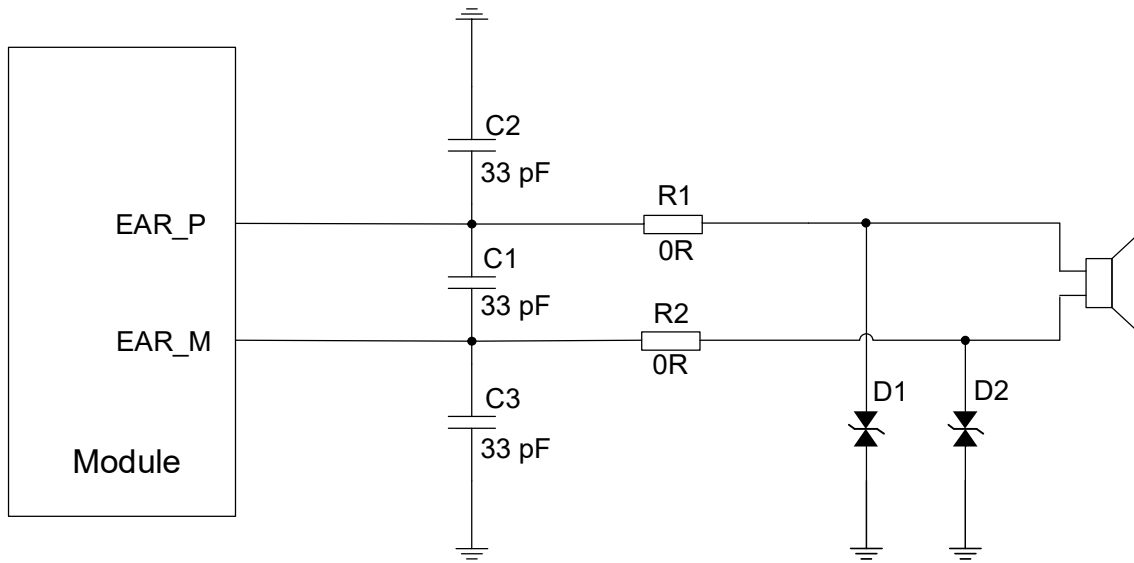 C2
33 pF
R1
EAR_P
0R
C1
33 pF
R2
EAR_M
0R
D1
D2
C3
33 pF
Module